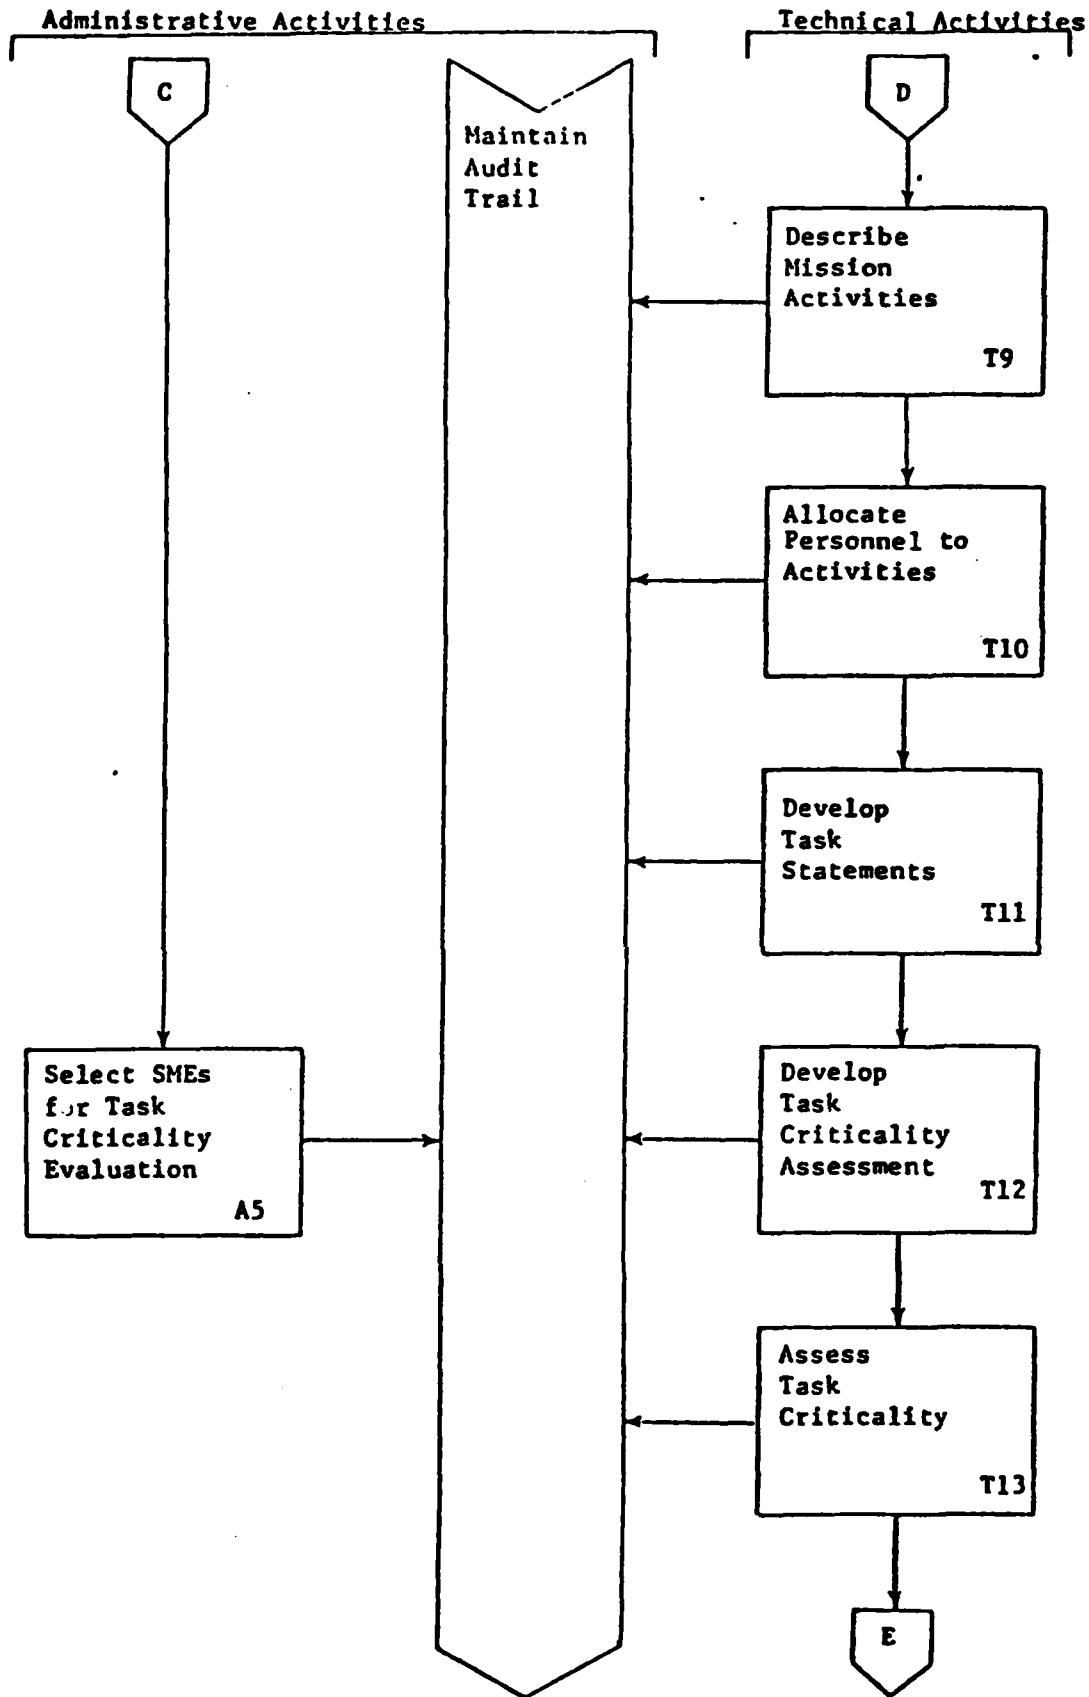 Administrative Activities
Technical Activities
C
D
Maintain
Audit
Trail
Describe
Mission
Activities
T9
Allocate
Personnel to
Activities
T10
Develop
Task
Statements
T11
Select SMEs
for Task
Criticality
Evaluation
A5
Develop
Task
Criticality
Assessment
T12
Assess
Task
Criticality
T13
E